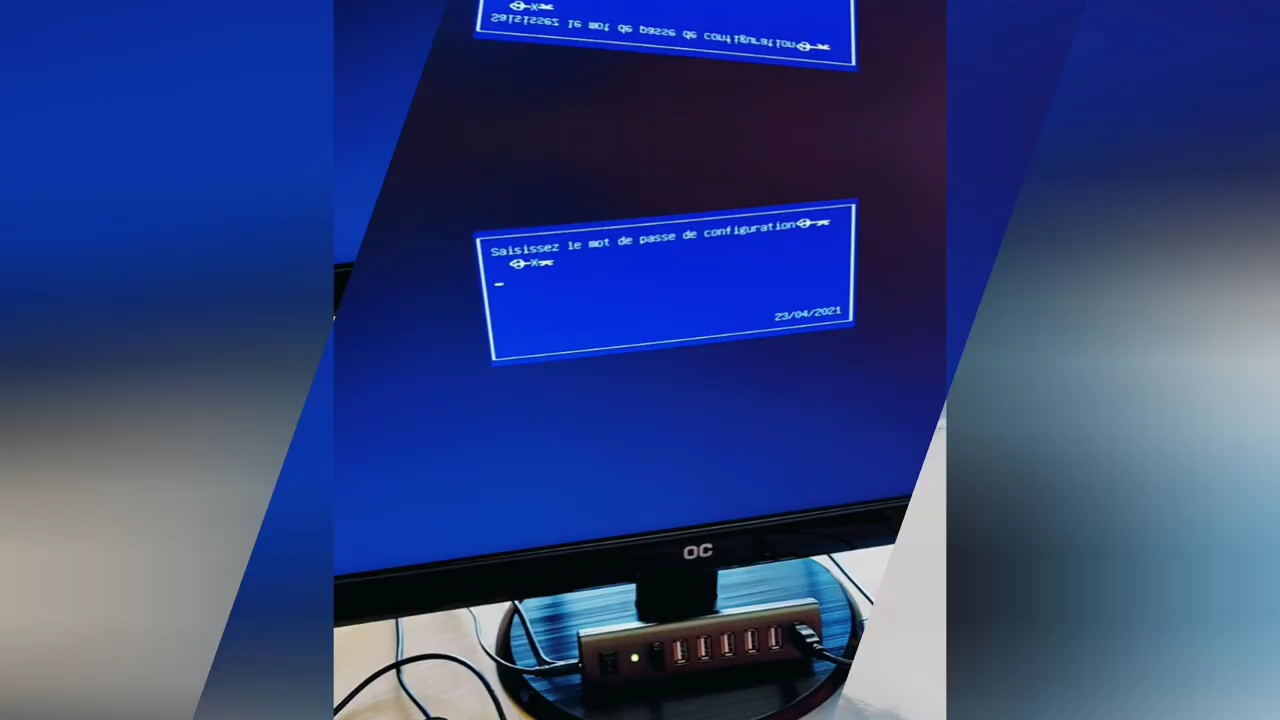 Saisissez le mot de passe de configuration
Saisissez le mot de passe de configuration
X
23/04/2021
OC